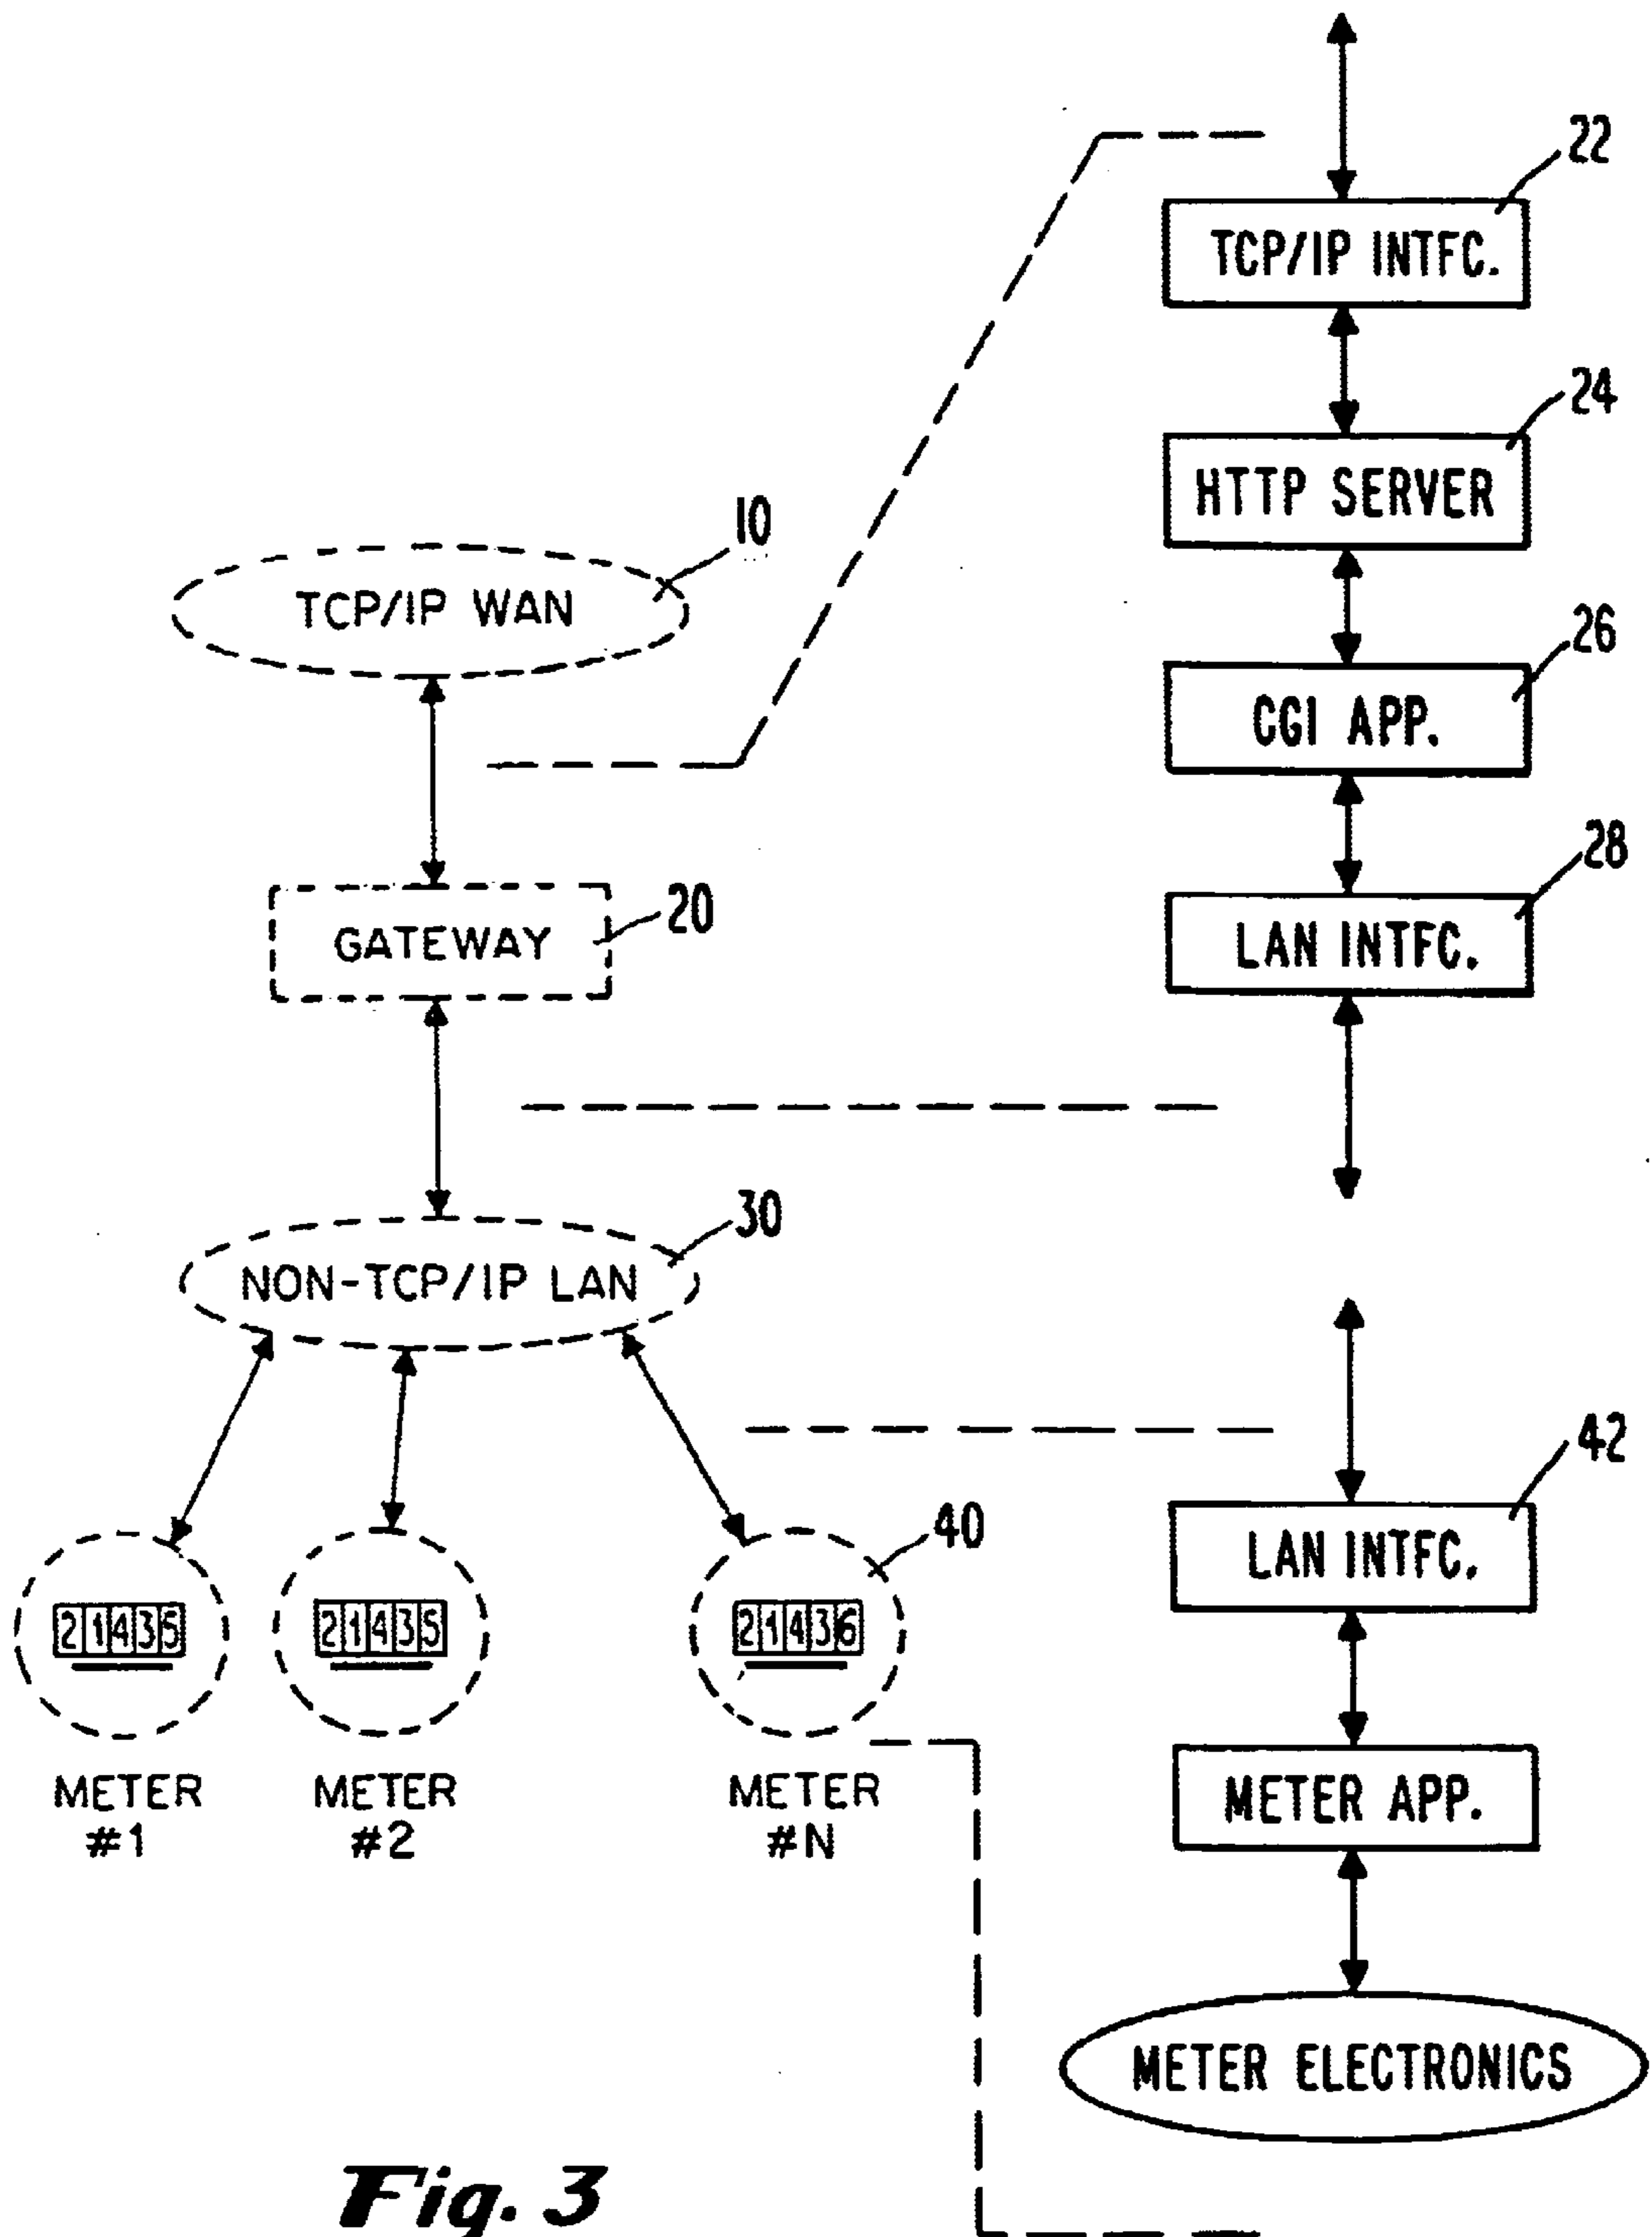 22
TCP/IP INTFC.
24
HTTP SERVER
10
TCP/IP WAN
26
CGI APP.
28
LAN INTFC.
20
GATEWAY
30
NON-TCP/IP LAN
42
LAN INTFC.
40
21435
21435
21436
METER
#1
METER
#2
METER
#N
METER APP.
METER ELECTRONICS
Fig. 3